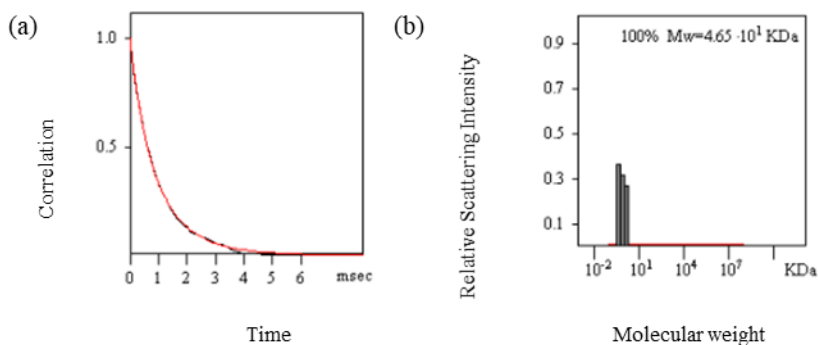 (a)
Correlation
1.0
0.5
0 1 2 3 4 5 6 msec
Time
(b)
Relative Scattering Intensity
100% Mw=4.65 ·10¹ KDa
0.9
0.7
0.5
0.3
0.1
10⁻² 10¹ 10⁴ 10⁷ KDa
Molecular weight